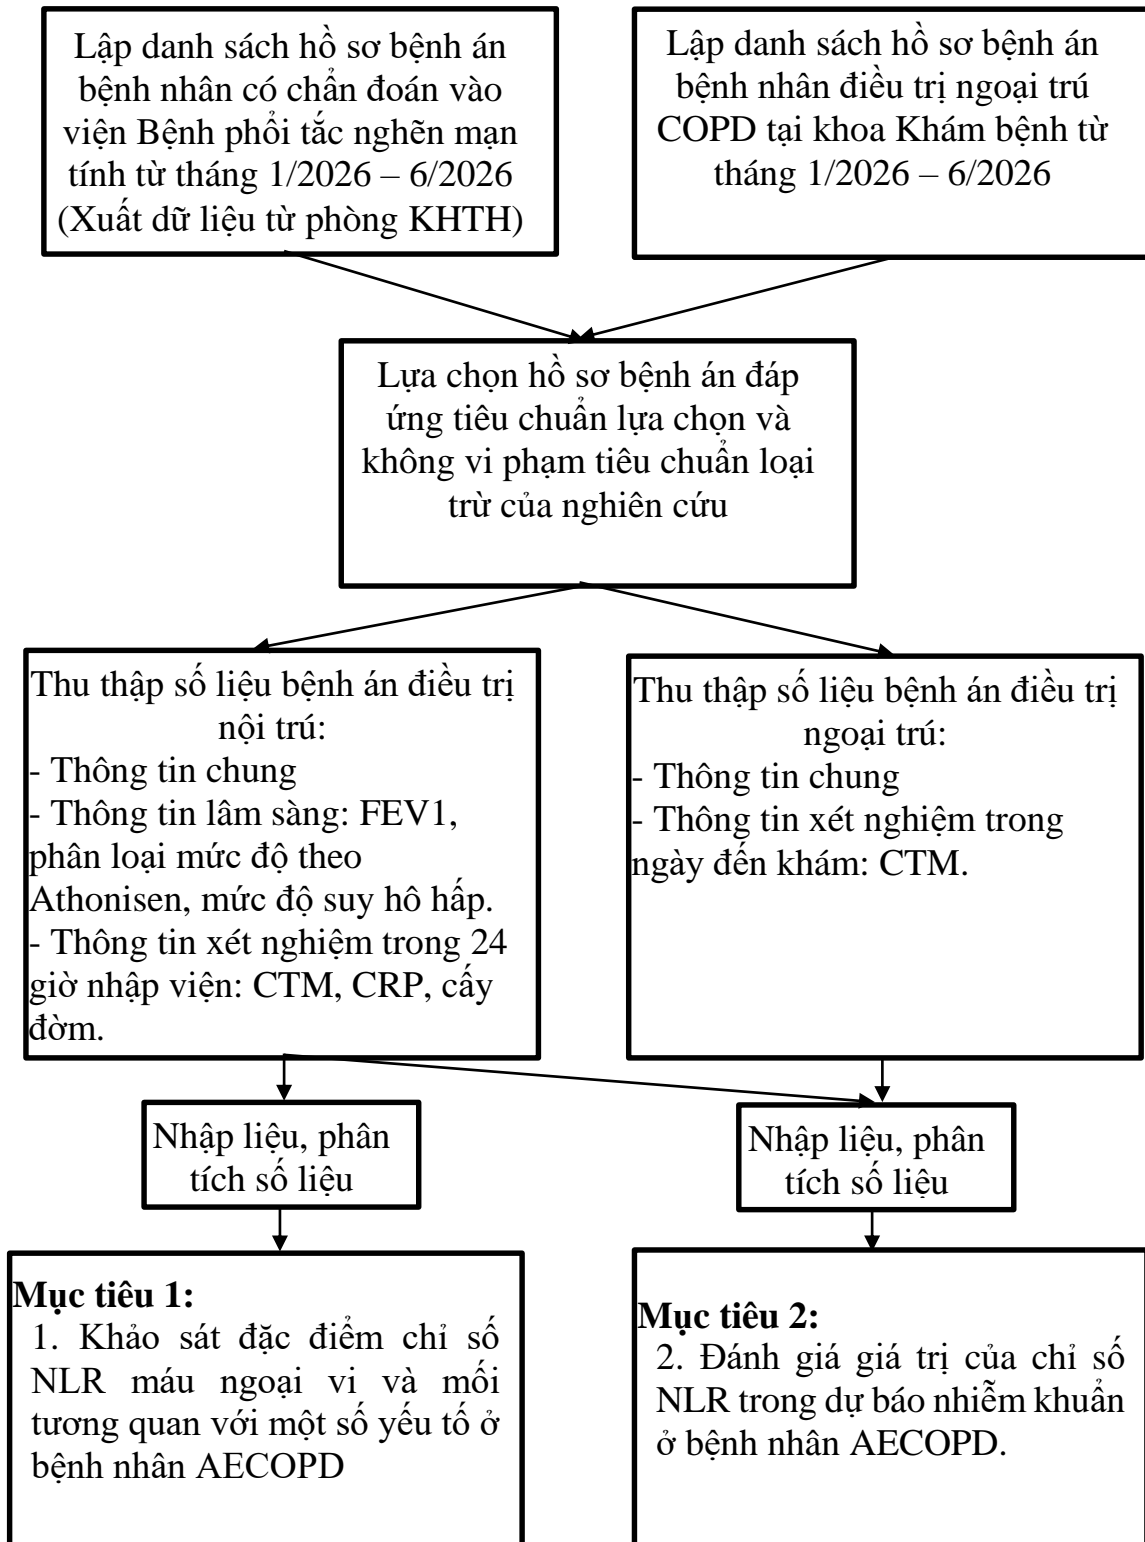 Lập danh sách hồ sơ bệnh án
bệnh nhân có chẩn đoán vào
viện Bệnh phổi tắc nghẽn mạn
tính từ tháng 1/2026 – 6/2026
(Xuất dữ liệu từ phòng KHTH)
Lập danh sách hồ sơ bệnh án
bệnh nhân điều trị ngoại trú
COPD tại khoa Khám bệnh từ
tháng 1/2026 – 6/2026
Lựa chọn hồ sơ bệnh án đáp
ứng tiêu chuẩn lựa chọn và
không vi phạm tiêu chuẩn loại
trừ của nghiên cứu
Thu thập số liệu bệnh án điều trị
nội trú:
- Thông tin chung
- Thông tin lâm sàng: FEV1,
phân loại mức độ theo
Athonisen, mức độ suy hô hấp.
- Thông tin xét nghiệm trong 24
giờ nhập viện: CTM, CRP, cấy
đờm.
Thu thập số liệu bệnh án điều trị
ngoại trú:
- Thông tin chung
- Thông tin xét nghiệm trong
ngày đến khám: CTM.
Nhập liệu, phân
tích số liệu
Nhập liệu, phân
tích số liệu
Mục tiêu 1:
1. Khảo sát đặc điểm chỉ số
NLR máu ngoại vi và mối
tương quan với một số yếu tố ở
bệnh nhân AECOPD
Mục tiêu 2:
2. Đánh giá giá trị của chỉ số
NLR trong dự báo nhiễm khuẩn
ở bệnh nhân AECOPD.